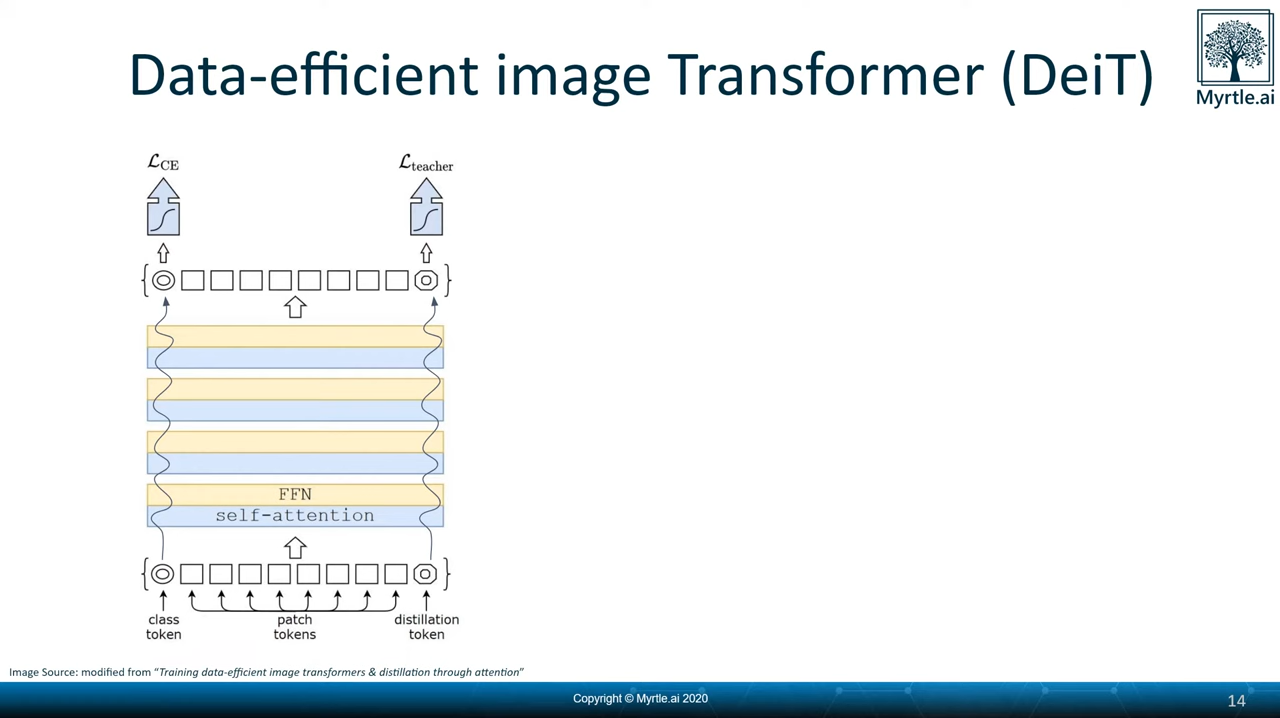 Data-efficient image Transformer (DeiT)
Myrtle.ai
ℒCE
ℒteacher
FFN
self-attention
class
token
patch
tokens
distillation
token
Image Source: modified from “Training data-efficient image transformers & distillation through attention”
Copyright © Myrtle.ai 2020
14